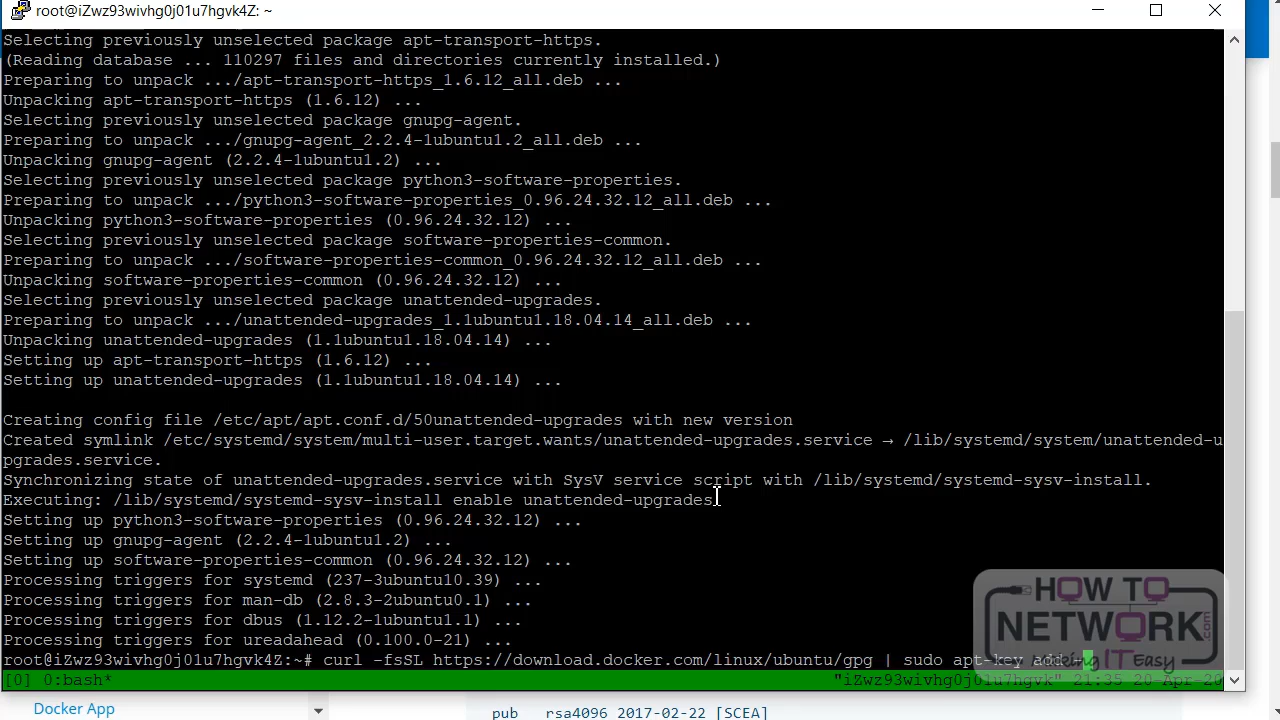 root@iZwz93wivhg0j01u7hgvk4Z: ~
Selecting previously unselected package apt-transport-https.
(Reading database ... 110297 files and directories currently installed.)
Preparing to unpack .../apt-transport-https_1.6.12_all.deb ...
Unpacking apt-transport-https (1.6.12) ...
Selecting previously unselected package gnupg-agent.
Preparing to unpack .../gnupg-agent_2.2.4-1ubuntu1.2_all.deb ...
Unpacking gnupg-agent (2.2.4-1ubuntu1.2) ...
Selecting previously unselected package python3-software-properties.
Preparing to unpack .../python3-software-properties_0.96.24.32.12_all.deb ...
Unpacking python3-software-properties (0.96.24.32.12) ...
Selecting previously unselected package software-properties-common.
Preparing to unpack .../software-properties-common_0.96.24.32.12_all.deb ...
Unpacking software-properties-common (0.96.24.32.12) ...
Selecting previously unselected package unattended-upgrades.
Preparing to unpack .../unattended-upgrades_1.1ubuntu1.18.04.14_all.deb ...
Unpacking unattended-upgrades (1.1ubuntu1.18.04.14) ...
Setting up apt-transport-https (1.6.12) ...
Setting up unattended-upgrades (1.1ubuntu1.18.04.14) ...
Creating config file /etc/apt/apt.conf.d/50unattended-upgrades with new version
Created symlink /etc/systemd/system/multi-user.target.wants/unattended-upgrades.service → /lib/systemd/system/unattended-u
pgrades.service.
Synchronizing state of unattended-upgrades.service with SysV service script with /lib/systemd/systemd-sysv-install.
Executing: /lib/systemd/systemd-sysv-install enable unattended-upgrades
Setting up python3-software-properties (0.96.24.32.12) ...
Setting up gnupg-agent (2.2.4-1ubuntu1.2) ...
Setting up software-properties-common (0.96.24.32.12) ...
Processing triggers for systemd (237-3ubuntu10.39) ...
Processing triggers for man-db (2.8.3-2ubuntu0.1) ...
Processing triggers for dbus (1.12.2-1ubuntu1.1) ...
Processing triggers for ureadahead (0.100.0-21) ...
root@iZwz93wivhg0j01u7hgvk4Z:~# curl -fsSL https://download.docker.com/linux/ubuntu/gpg | sudo apt-key add -
[0] 0:bash* "iZwz93wivhg0j01u7hgvk" 21:35 20-Apr-20
HOW TO
NETWORK.com
Making IT Easy
Docker App
pub rsa4096 2017-02-22 [SCEA]